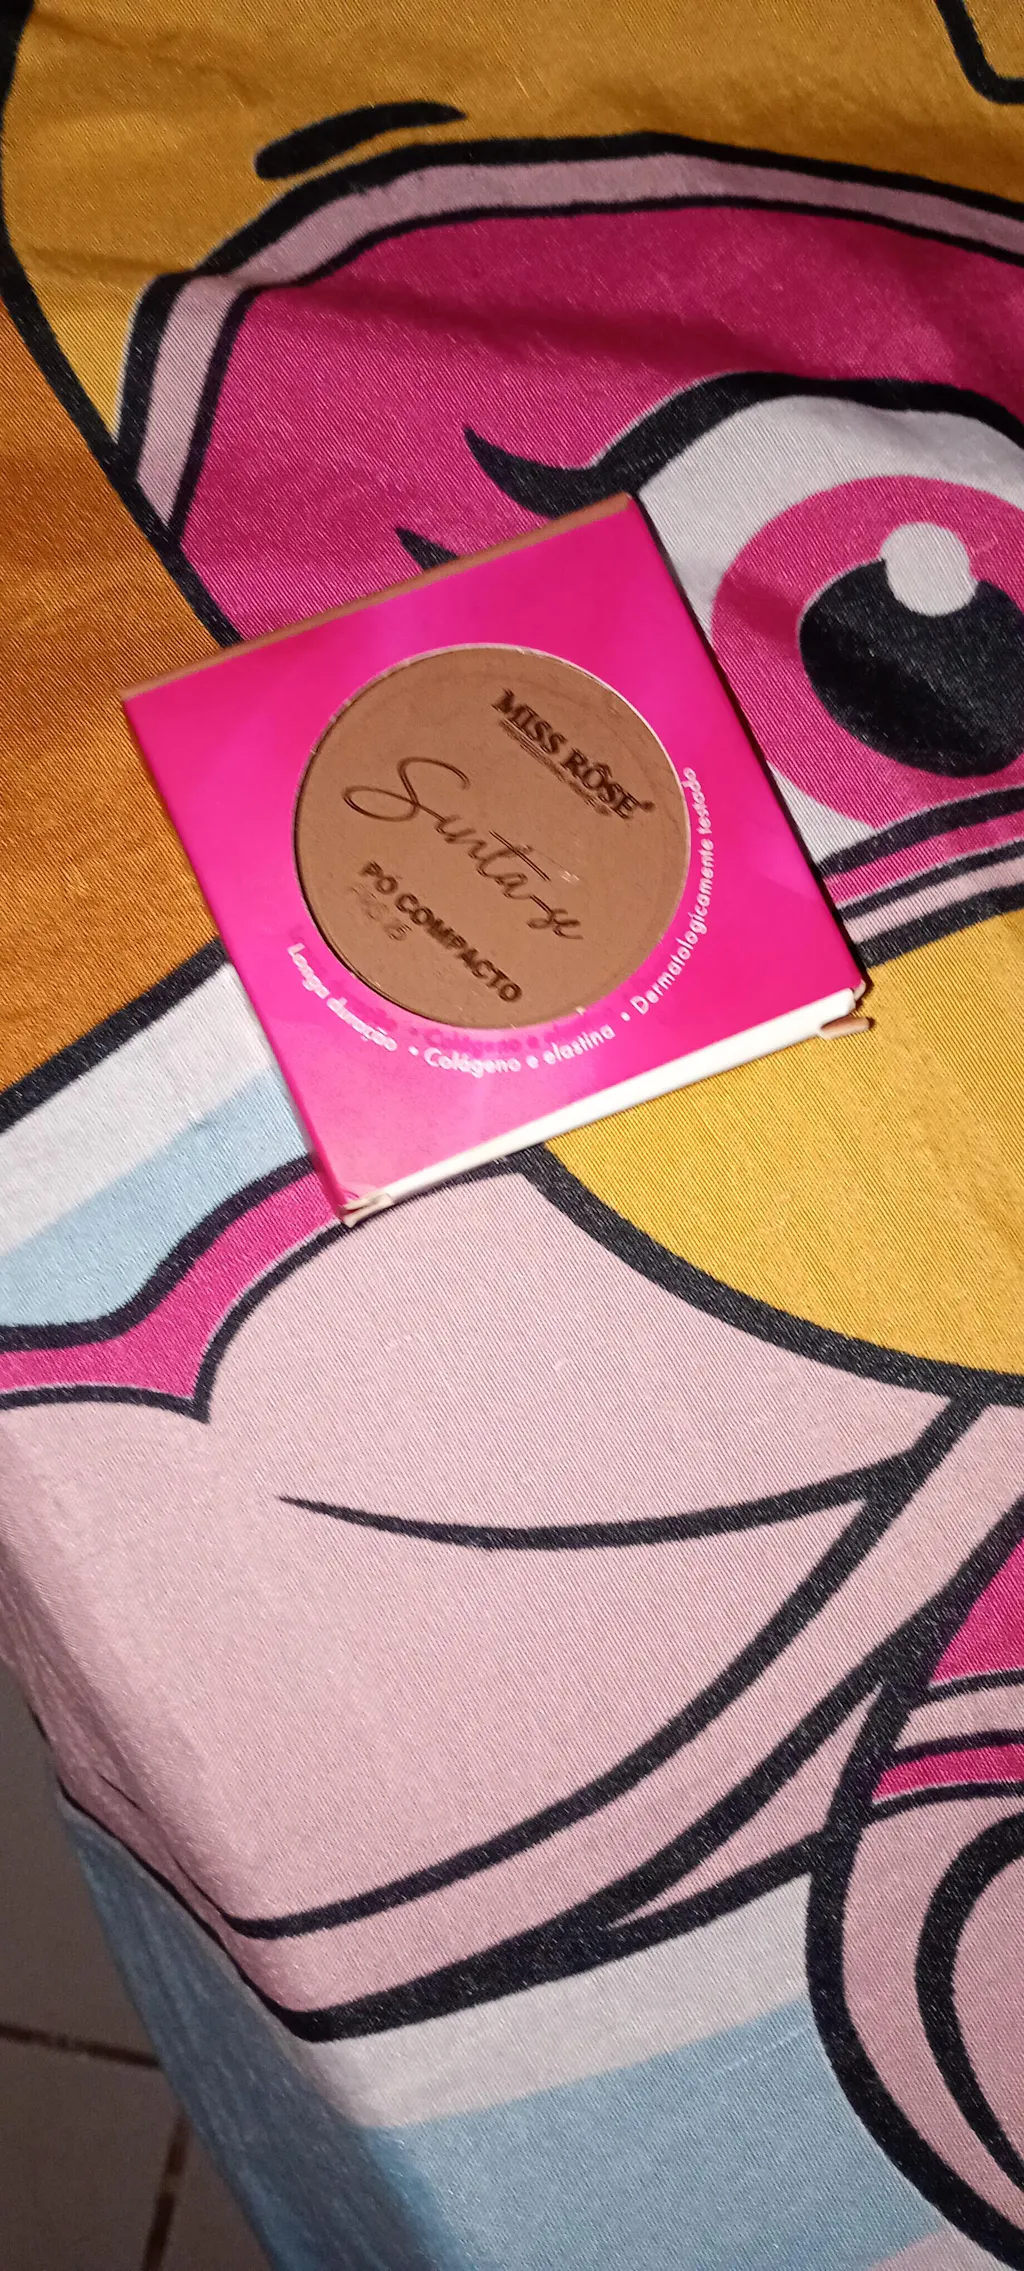 MISS RÔSE
Sinta-se
PÓ COMPACTO
Longa duração • Colágeno e elastina • Dermatologicamente testado